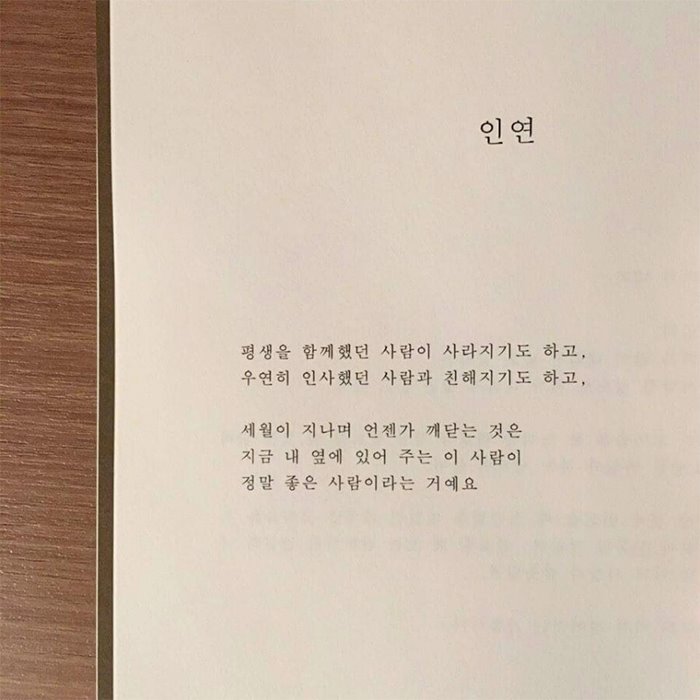 인연
평생을 함께했던 사람이 사라지기도 하고,
우연히 인사했던 사람과 친해지기도 하고,
세월이 지나며 언젠가 깨닫는 것은
지금 내 옆에 있어 주는 이 사람이
정말 좋은 사람이라는 거예요